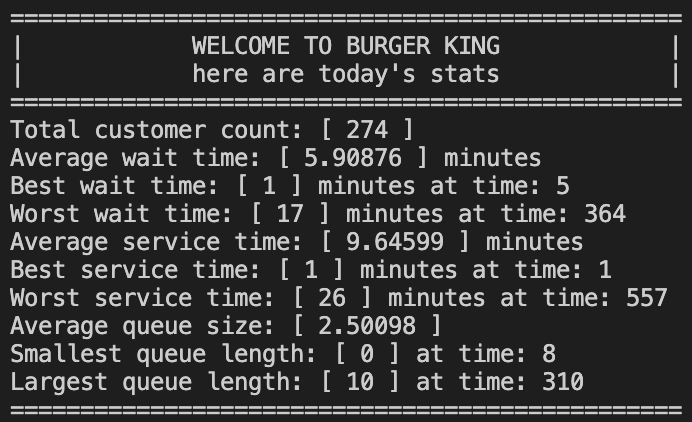 ================================================
| WELCOME TO BURGER KING |
| here are today's stats |
================================================
Total customer count: [ 274 ]
Average wait time: [ 5.90876 ] minutes
Best wait time: [ 1 ] minutes at time: 5
Worst wait time: [ 17 ] minutes at time: 364
Average service time: [ 9.64599 ] minutes
Best service time: [ 1 ] minutes at time: 1
Worst service time: [ 26 ] minutes at time: 557
Average queue size: [ 2.50098 ]
Smallest queue length: [ 0 ] at time: 8
Largest queue length: [ 10 ] at time: 310
================================================